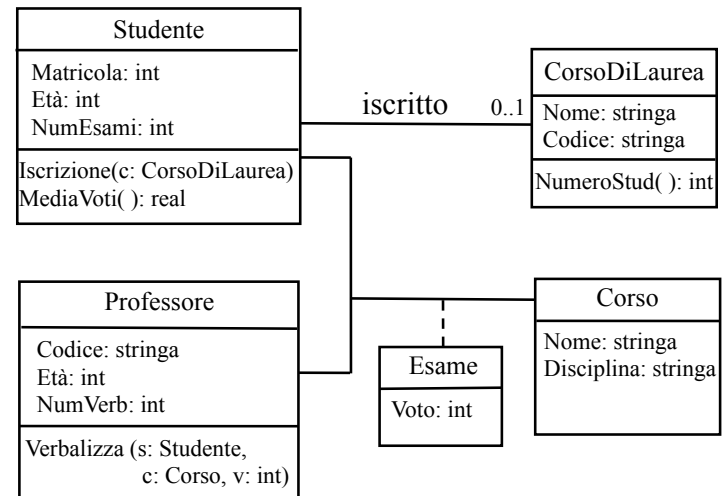 Studente
Matricola: int
Età: int
NumEsami: int
Iscrizione(c: CorsoDiLaurea)
MediaVoti( ): real
iscritto
0..1
CorsoDiLaurea
Nome: stringa
Codice: stringa
NumeroStud( ): int
Professore
Codice: stringa
Età: int
NumVerb: int
Verbalizza (s: Studente,
c: Corso, v: int)
Esame
Voto: int
Corso
Nome: stringa
Disciplina: stringa